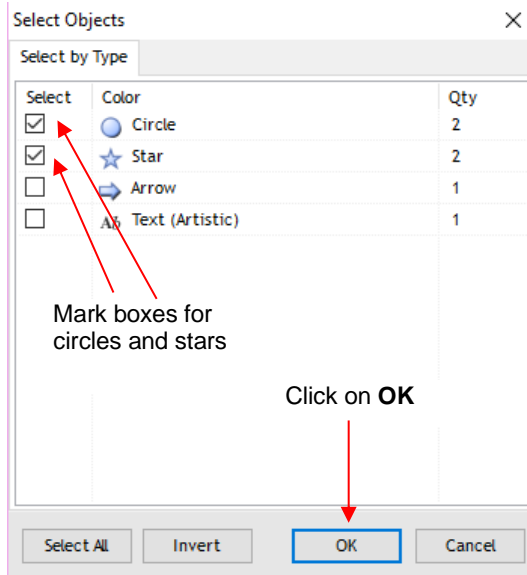 Select Objects
Select by Type
Select Color Qty
Circle 2
Star 2
Arrow 1
Ab Text (Artistic) 1
Mark boxes for
circles and stars
Click on OK
Select All Invert OK Cancel